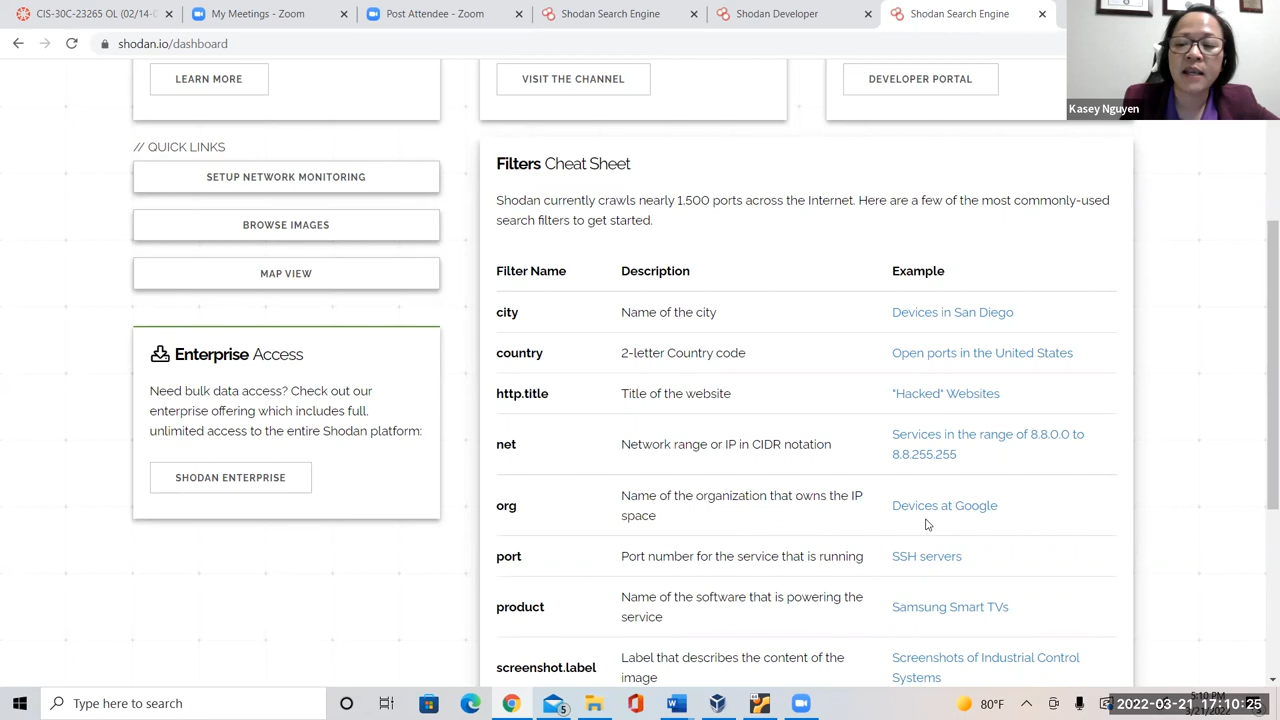 CIS-30C-23265 OL (02/14-0
My Meetings - Zoom
Post Attendee - Zoom
Shodan Search Engine
Shodan Developer
Shodan Search Engine
shodan.io/dashboard
LEARN MORE
VISIT THE CHANNEL
DEVELOPER PORTAL
Kasey Nguyen
// QUICK LINKS
SETUP NETWORK MONITORING
BROWSE IMAGES
MAP VIEW
Enterprise Access
Need bulk data access? Check out our
enterprise offering which includes full,
unlimited access to the entire Shodan platform:
SHODAN ENTERPRISE
Filters Cheat Sheet
Shodan currently crawls nearly 1,500 ports across the Internet. Here are a few of the most commonly-used
search filters to get started.
Filter Name Description Example
city Name of the city Devices in San Diego
country 2-letter Country code Open ports in the United States
http.title Title of the website "Hacked" Websites
net Network range or IP in CIDR notation Services in the range of 8.8.0.0 to
8.8.255.255
org Name of the organization that owns the IP
space Devices at Google
port Port number for the service that is running SSH servers
product Name of the software that is powering the
service Samsung Smart TVs
screenshot.label Label that describes the content of the
image Screenshots of Industrial Control
Systems
Type here to search
5
80°F
5:10 PM
3/21/2022
2022-03-21 17:10:25